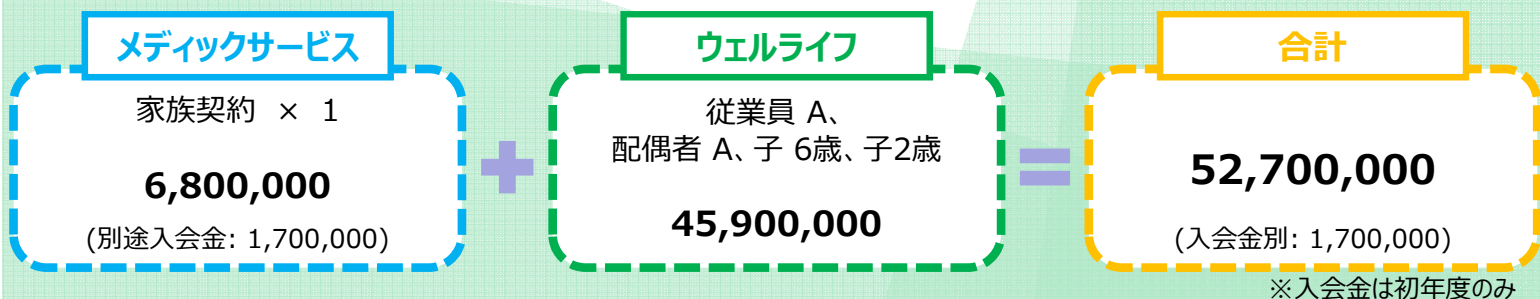 メディックサービス
家族契約 × 1
6,800,000
(別途入会金: 1,700,000)
+
ウェルライフ
従業員 A、
配偶者 A、子 6歳、子2歳
45,900,000
=
合計
52,700,000
(入会金別: 1,700,000)
※入会金は初年度のみ